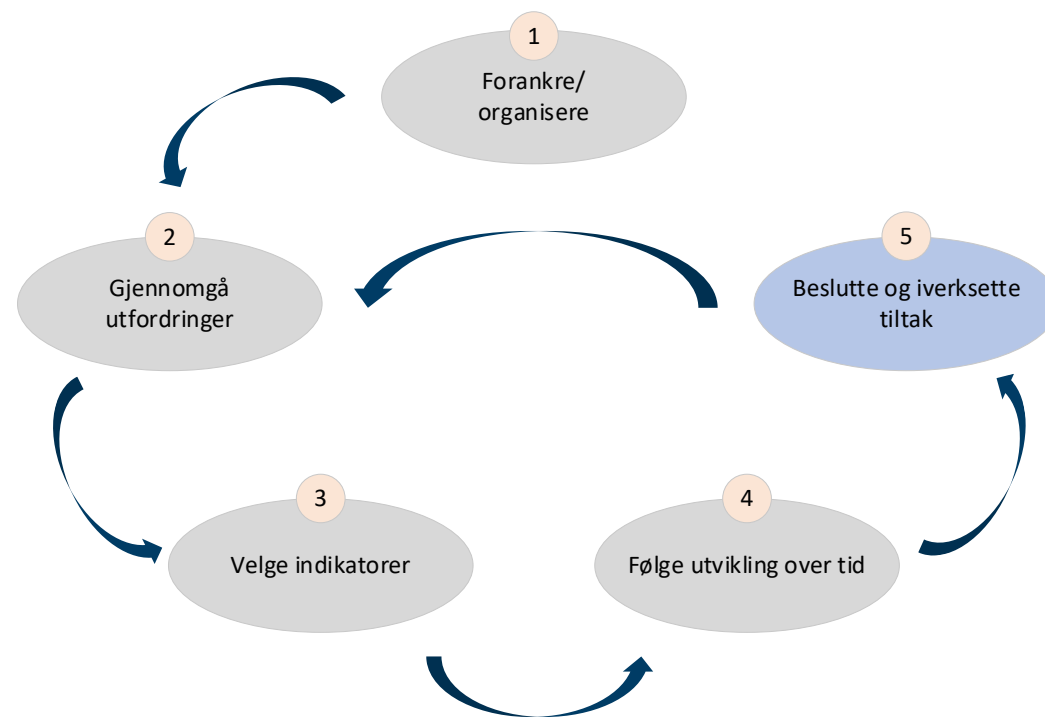 1
Forankre/
organisere
2
Gjennomgå
utfordringer
5
Beslutte og iverksette
tiltak
3
Velge indikatorer
4
Følge utvikling over tid